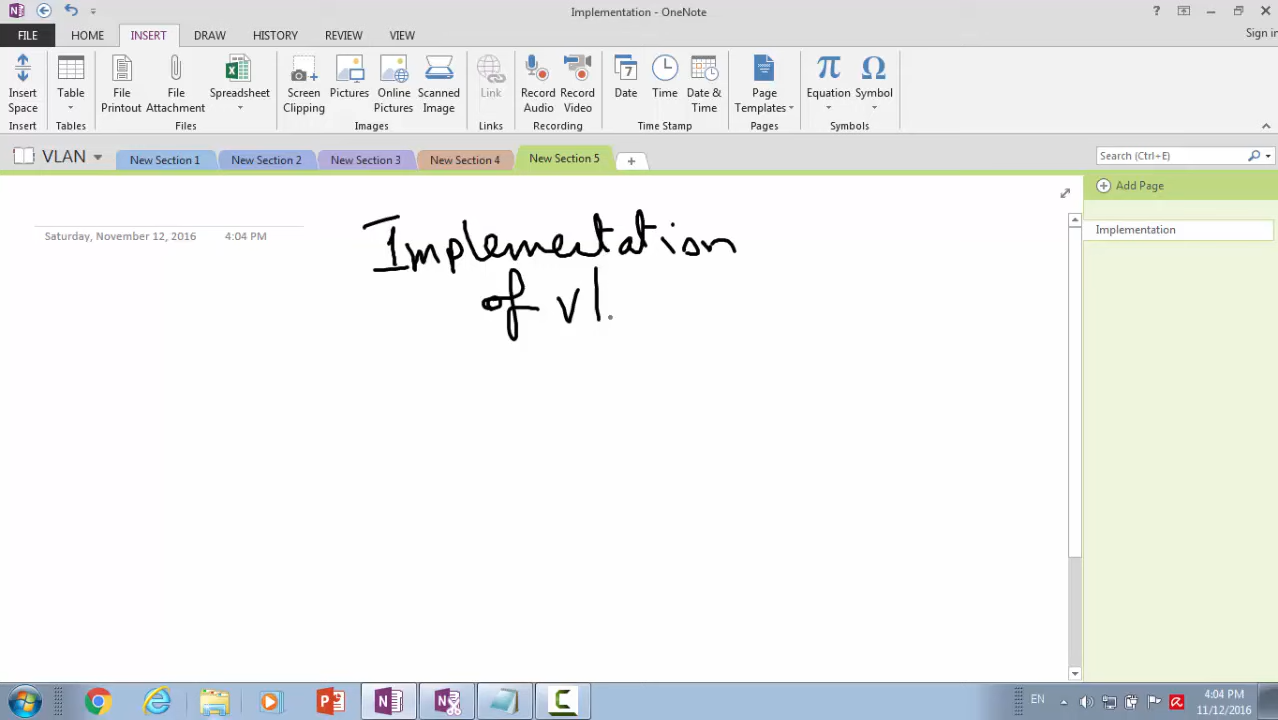 Implementation - OneNote
?
FILE HOME INSERT DRAW HISTORY REVIEW VIEW
Sign in
Insert Space
Table
File Printout
File Attachment
Spreadsheet
Screen Clipping
Pictures
Online Pictures
Scanned Image
Link
Record Audio
Record Video
Date
Time
Date & Time
Page Templates
π Equation
Ω Symbol
Insert Tables Files Images Links Recording Time Stamp Pages Symbols
VLAN New Section 1 New Section 2 New Section 3 New Section 4 New Section 5 +
Search (Ctrl+E)
Add Page
Implementation
Saturday, November 12, 2016 4:04 PM
Implementation
of vl
EN
4:04 PM
11/12/2016